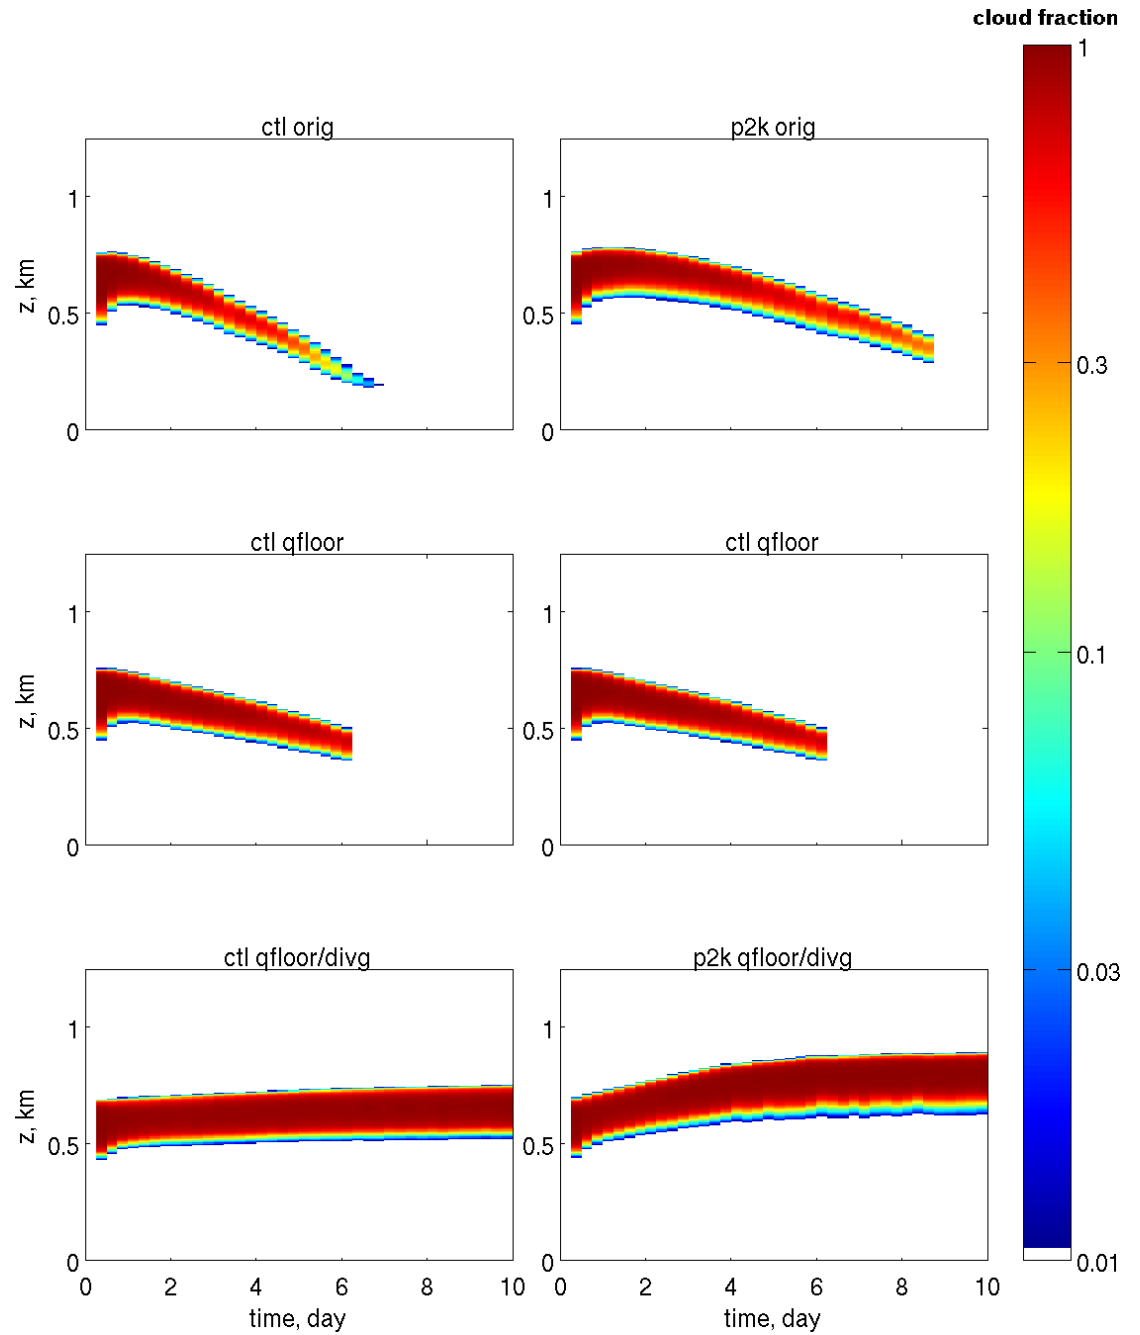 cloud fraction
ctl orig
p2k orig
1
0.5
0
z, km
1
0.5
0
ctl qfloor
ctl qfloor
1
0.5
0
z, km
1
0.5
0
ctl qfloor/divg
p2k qfloor/divg
1
0.5
0
z, km
0 2 4 6 8 10
time, day
1
0.5
0
0 2 4 6 8 10
time, day
1
0.3
0.1
0.03
0.01